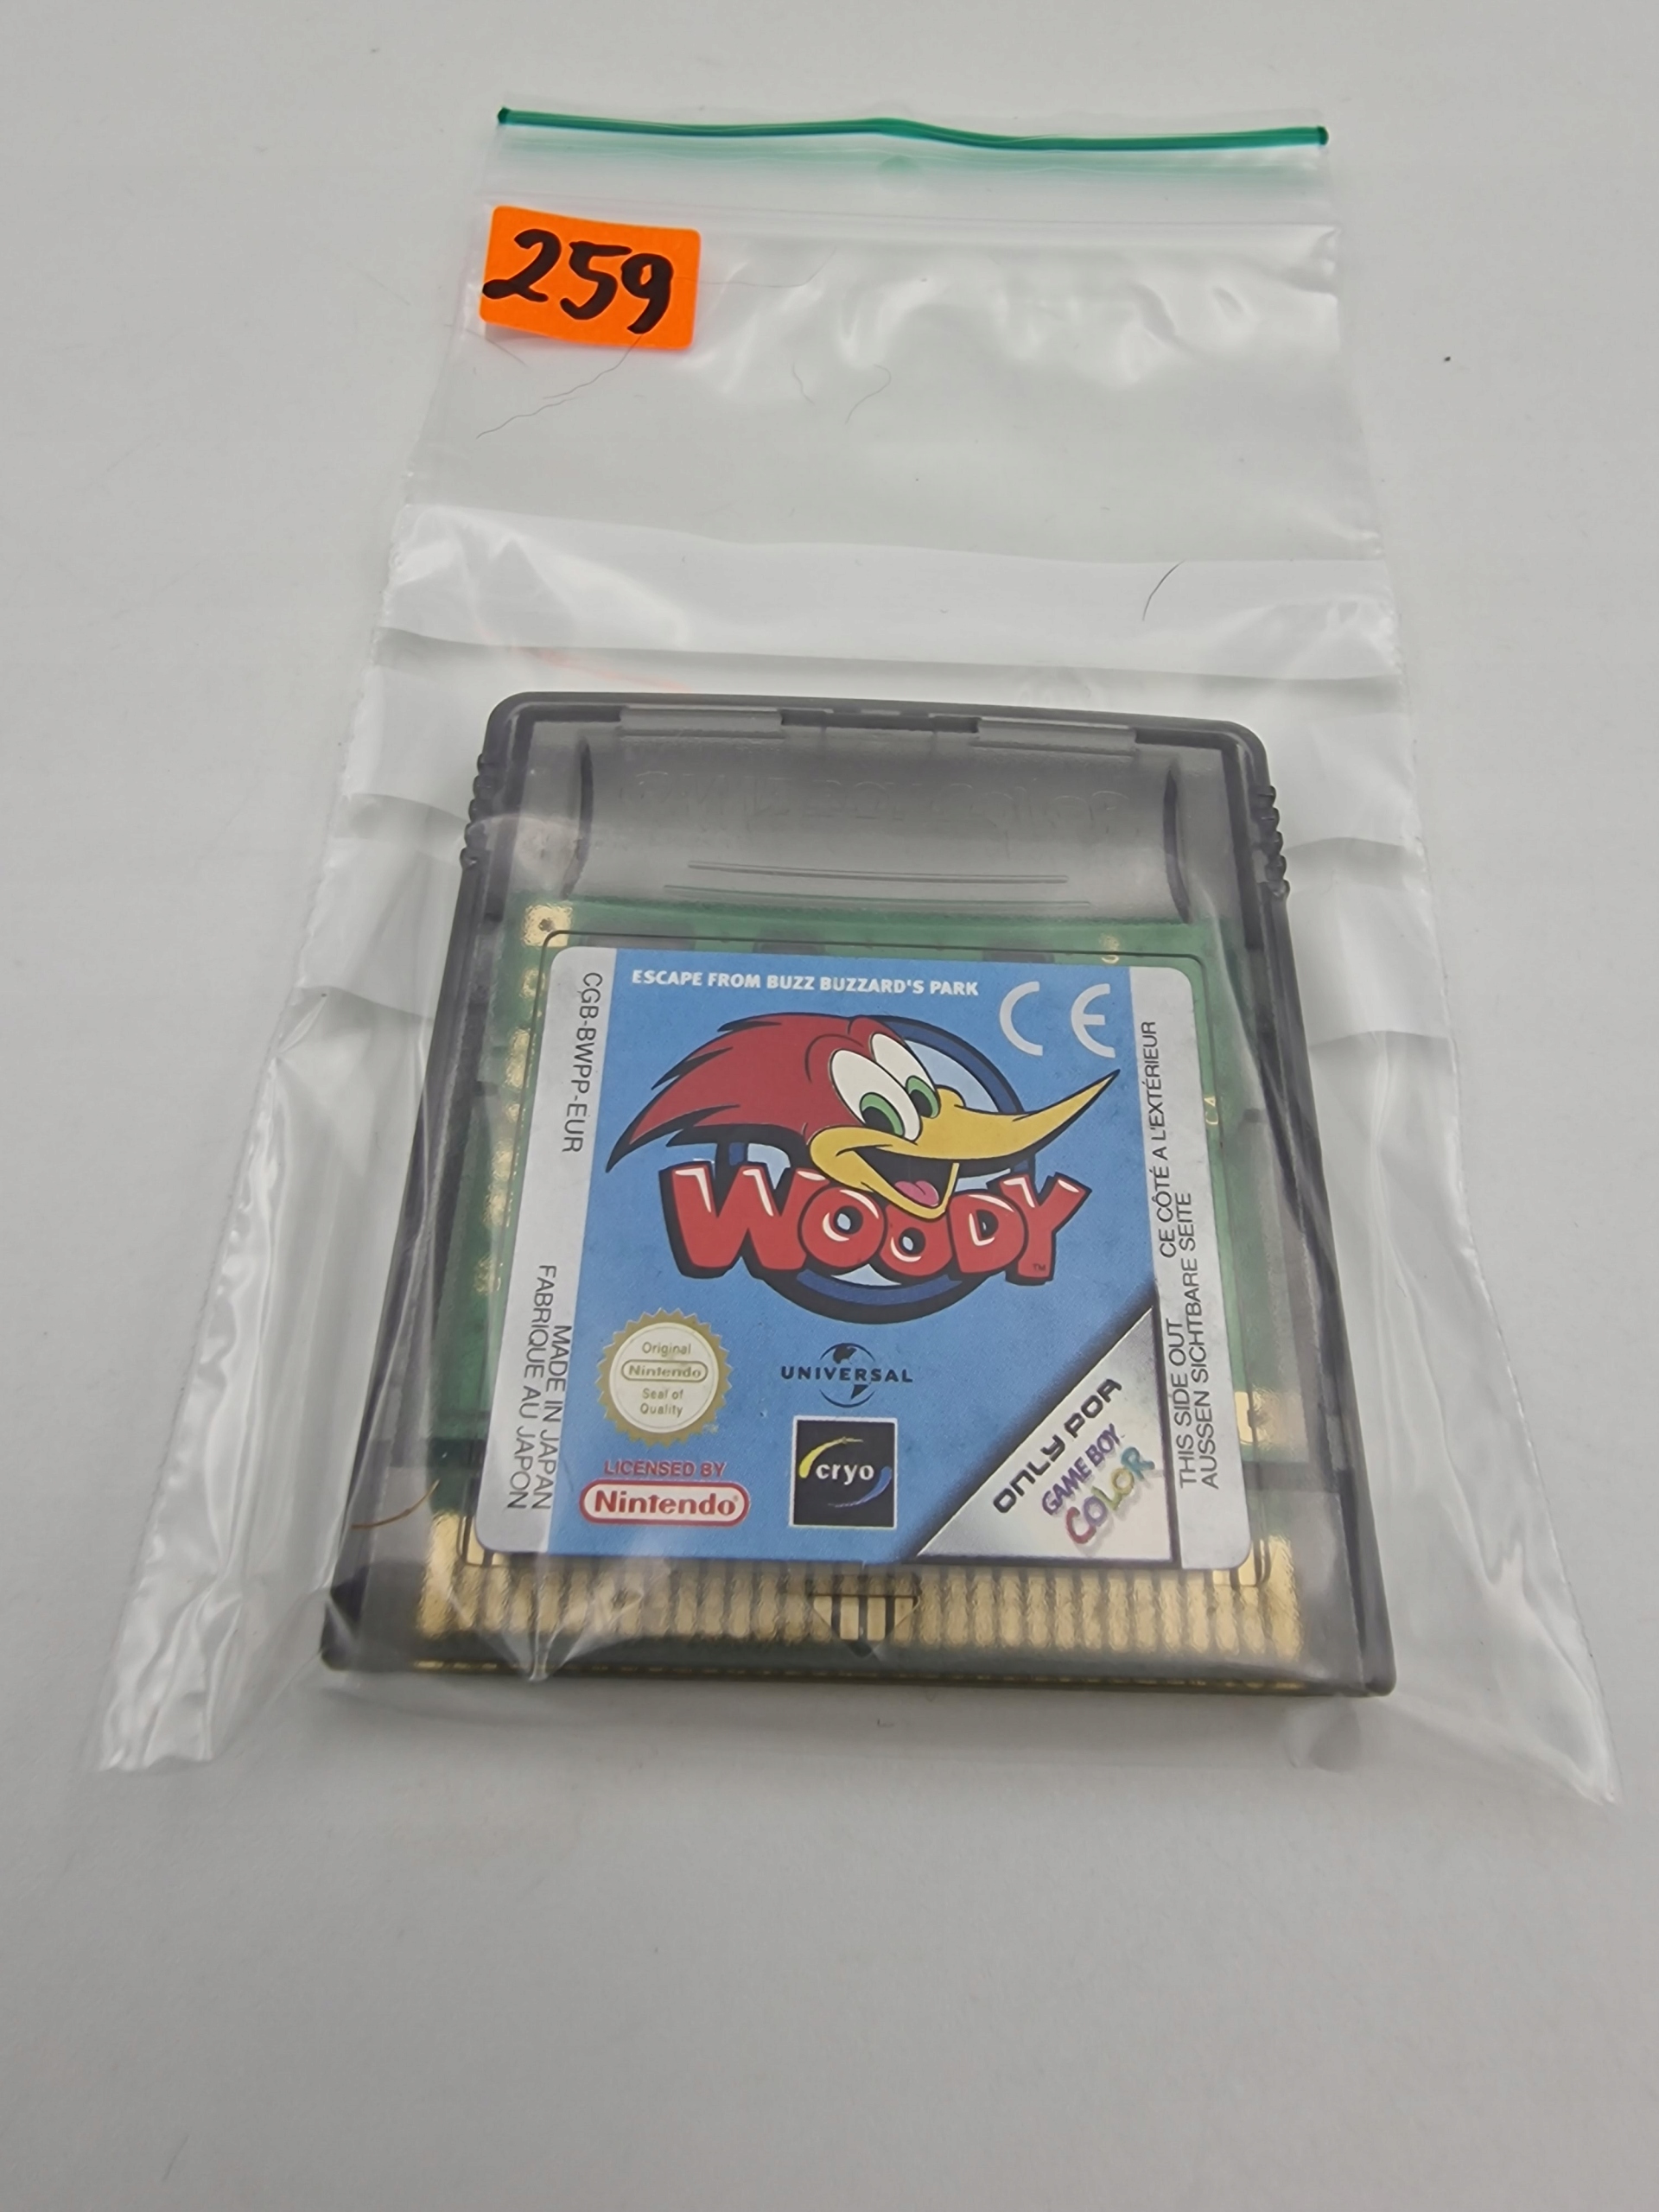 259
ESCAPE FROM BUZZ BUZZARD'S PARK
CE
CGB-BWPP-EUR
WOODY
TM
Original
Nintendo
Seal of
Quality
UNIVERSAL
LICENSED BY
Nintendo®
cryo
ONLY FOR
GAME BOY
COLOR
MADE IN JAPAN
FABRIQUE AU JAPON
THIS SIDE OUT CE CÔTÉ A L'EXTÉRIEUR
AUSSEN SICHTBARE SEITE
C4